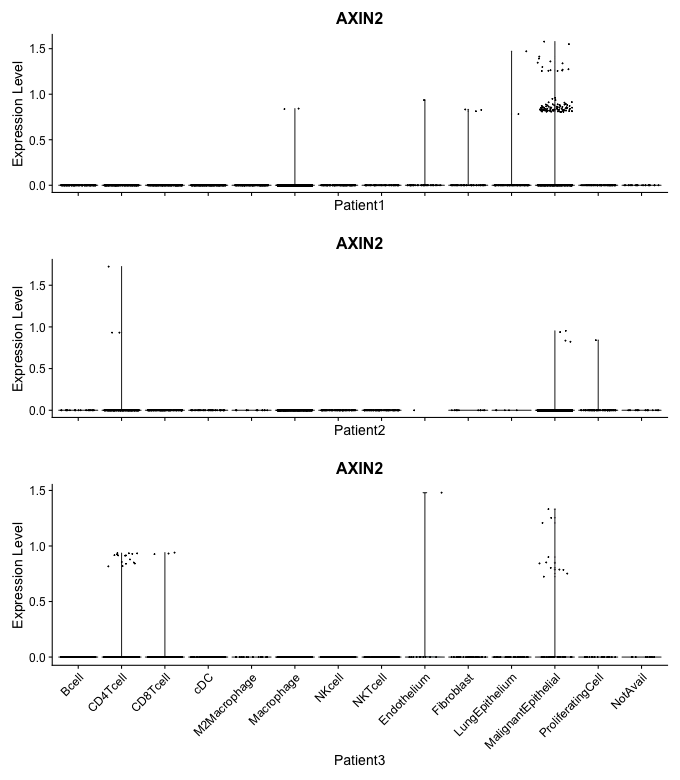 AXIN2
Expression Level
1.5
1.0
0.5
0.0
Patient1
AXIN2
Expression Level
1.5
1.0
0.5
0.0
Patient2
AXIN2
Expression Level
1.5
1.0
0.5
0.0
Bcell
CD4Tcell
CD8Tcell
cDC
M2Macrophage
Macrophage
NKcell
NKTcell
Endothelium
Fibroblast
LungEpithelium
MalignantEpithelial
ProliferatingCell
NotAvail
Patient3